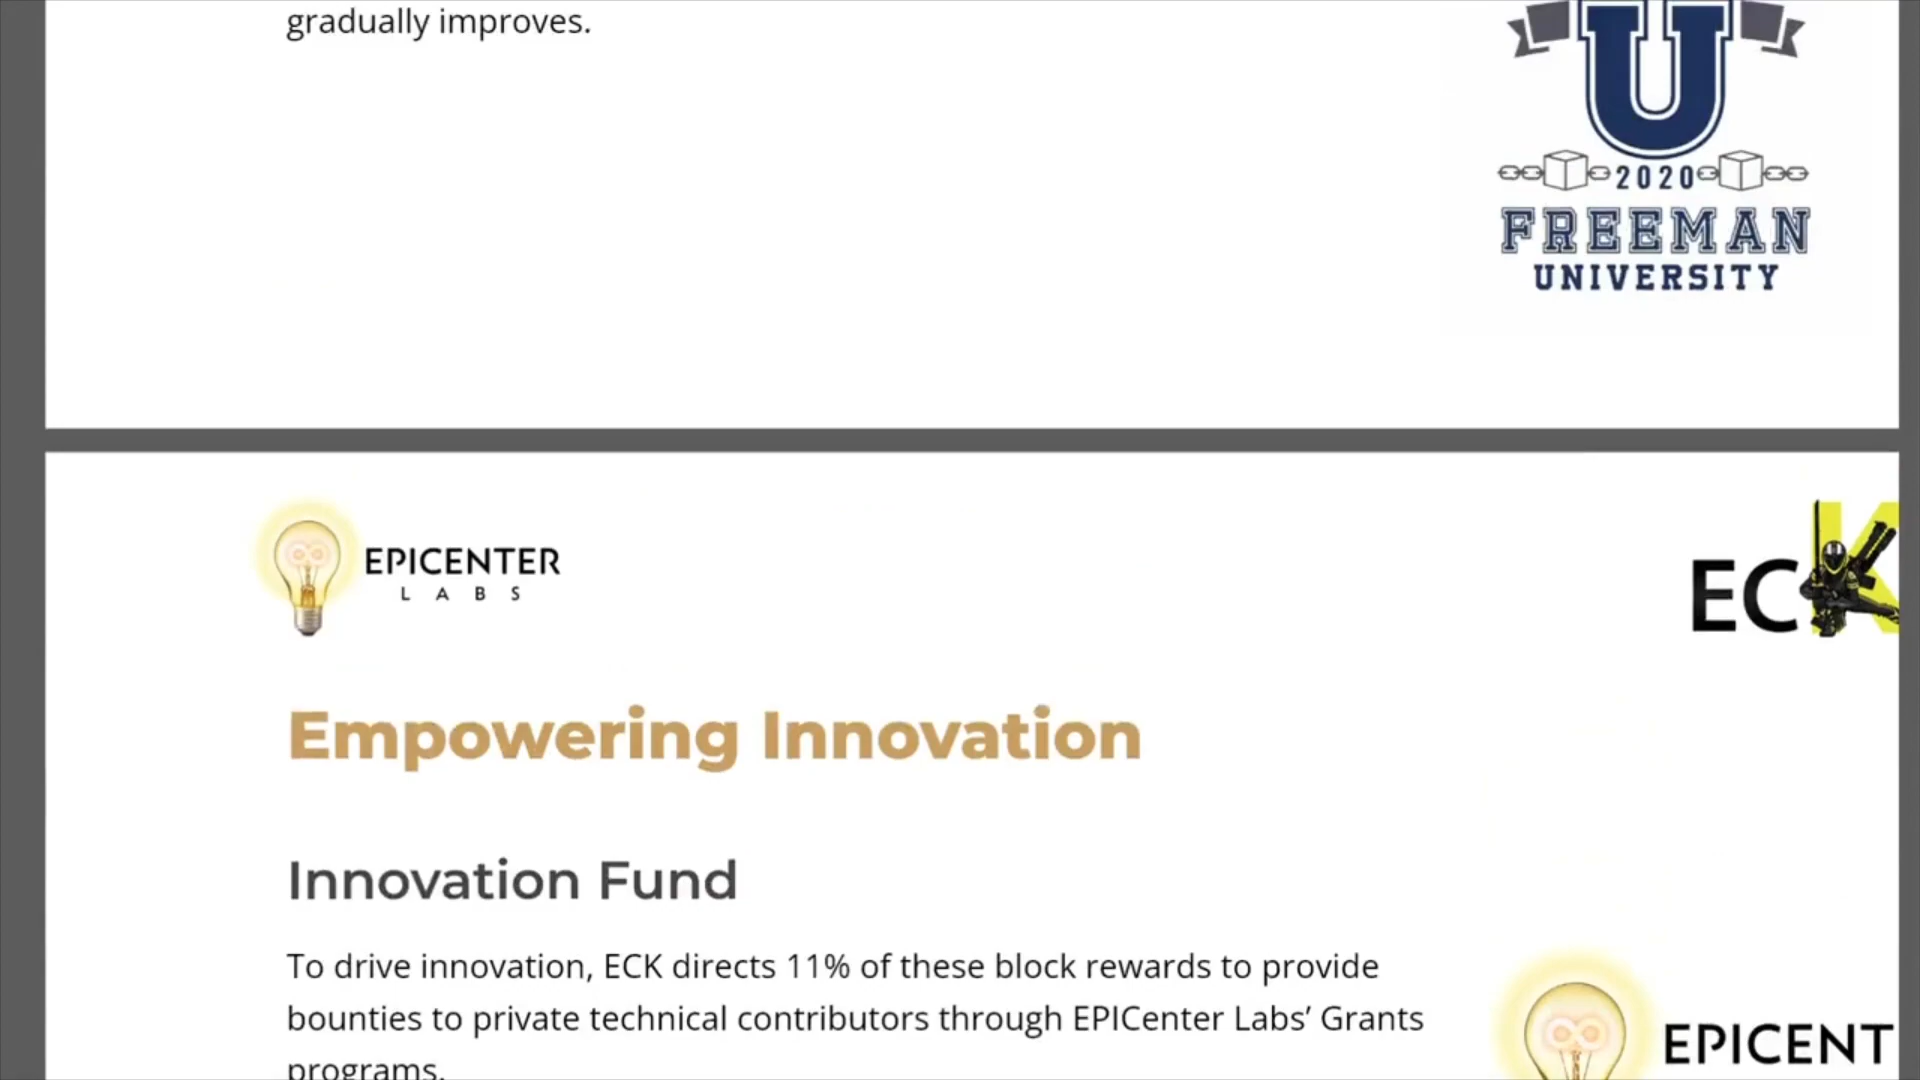 gradually improves.
U
2020
FREEMAN
UNIVERSITY
EPICENTER
LABS
ECK
Empowering Innovation
Innovation Fund
To drive innovation, ECK directs 11% of these block rewards to provide
bounties to private technical contributors through EPICenter Labs’ Grants
programs.
EPICENT